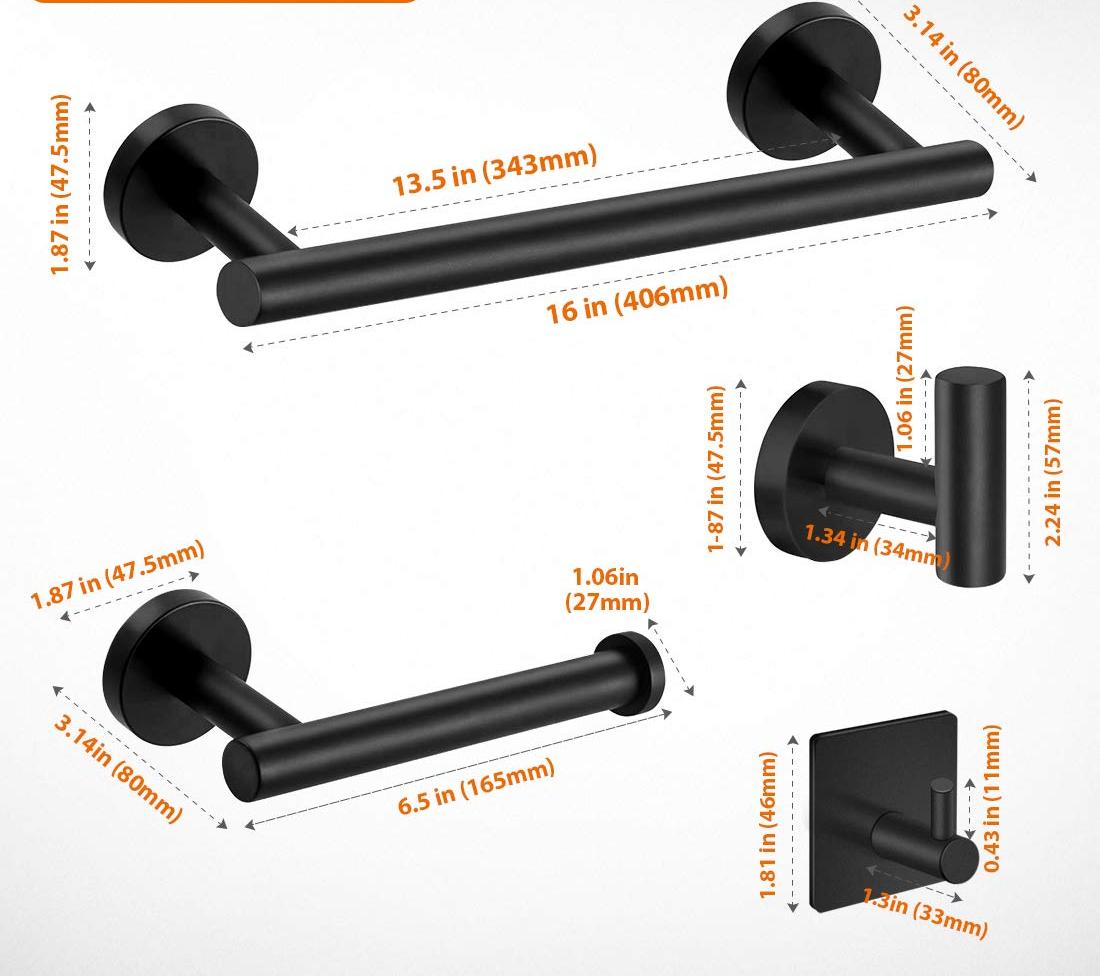 3.14 in (80mm)
1.87 in (47.5mm)
13.5 in (343mm)
16 in (406mm)
1.06 in (27mm)
1-87 in (47.5mm)
2.24 in (57mm)
1.34 in (34mm)
1.87 in (47.5mm)
1.06in
(27mm)
3.14in (80mm)
6.5 in (165mm)
1.81 in (46mm)
0.43 in (11mm)
1.3in (33mm)